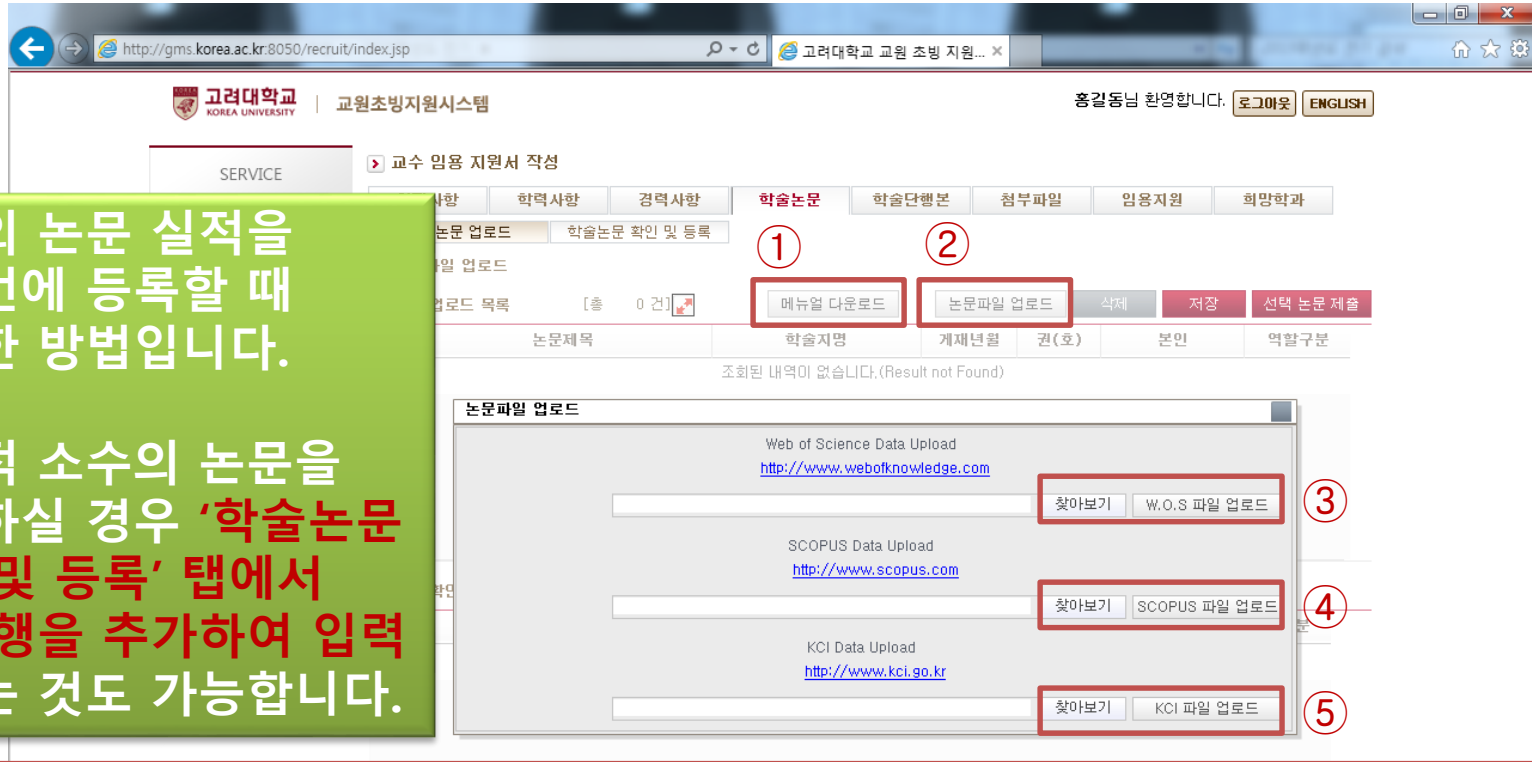 http://gms.korea.ac.kr:8050/recruit/index.jsp
고려대학교 교원 초빙 지원...
고려대학교
KOREA UNIVERSITY
교원초빙지원시스템
홍길동님 환영합니다. 로그아웃 ENGLISH
SERVICE
교수 임용 지원서 작성
사항 학력사항 경력사항 학술논문 학술단행본 첨부파일 임용지원 희망학과
논문 업로드 학술논문 확인 및 등록
① ②
일 업로드
업로드 목록 [총 0 건] 메뉴얼 다운로드 논문파일 업로드 삭제 저장 선택 논문 제출
논문제목 학술지명 게재년월 권(호) 본인 역할구분
조회된 내역이 없습니다.(Result not Found)
의 논문 실적을
번에 등록할 때
한 방법입니다.
적 소수의 논문을
하실 경우 ‘학술논문
및 등록’ 탭에서
행을 추가하여 입력
는 것도 가능합니다.
논문파일 업로드
Web of Science Data Upload
http://www.webofknowledge.com
찾아보기 W.O.S 파일 업로드 ③
SCOPUS Data Upload
http://www.scopus.com
찾아보기 SCOPUS 파일 업로드 ④
KCI Data Upload
http://www.kci.go.kr
찾아보기 KCI 파일 업로드 ⑤